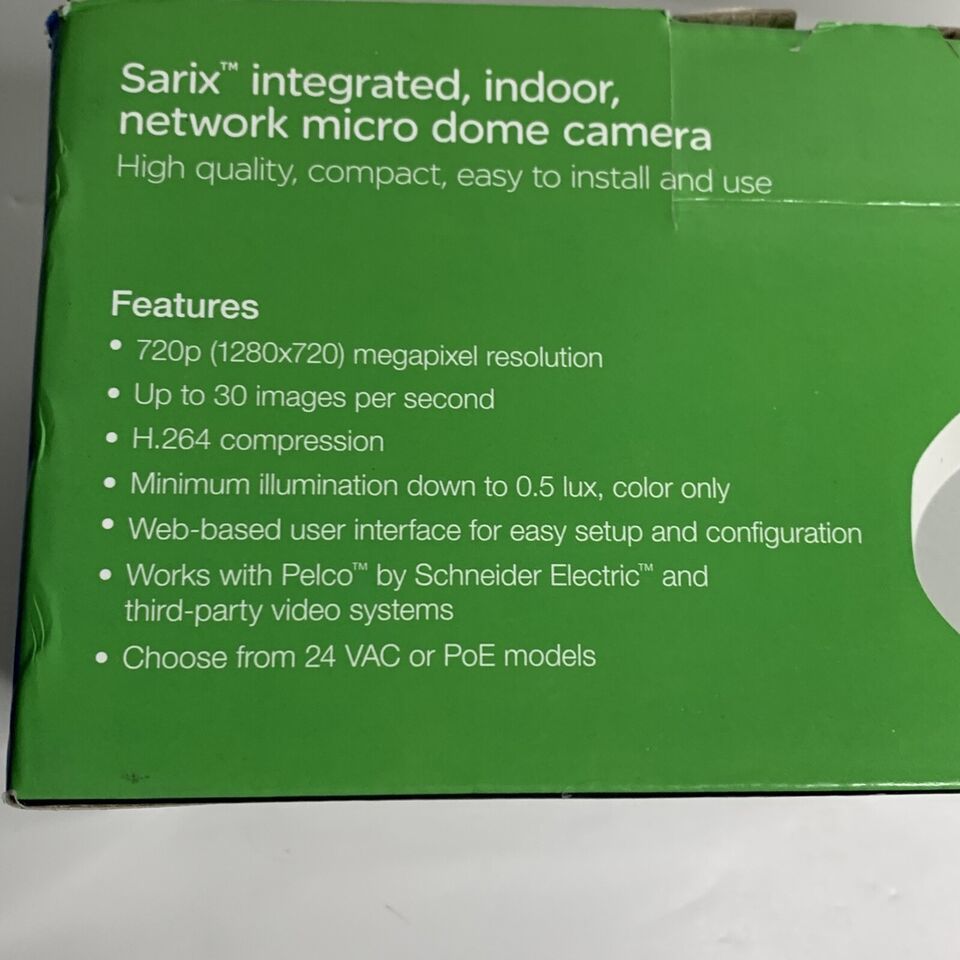 Sarix™ integrated, indoor,
network micro dome camera
High quality, compact, easy to install and use
Features
• 720p (1280x720) megapixel resolution
• Up to 30 images per second
• H.264 compression
• Minimum illumination down to 0.5 lux, color only
• Web-based user interface for easy setup and configuration
• Works with Pelco™ by Schneider Electric™ and
third-party video systems
• Choose from 24 VAC or PoE models